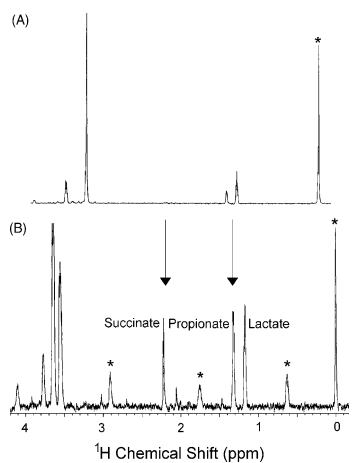 (A)
*
(B)
*
Succinate Propionate Lactate
* * *
4 3 2 1 0
¹H Chemical Shift (ppm)